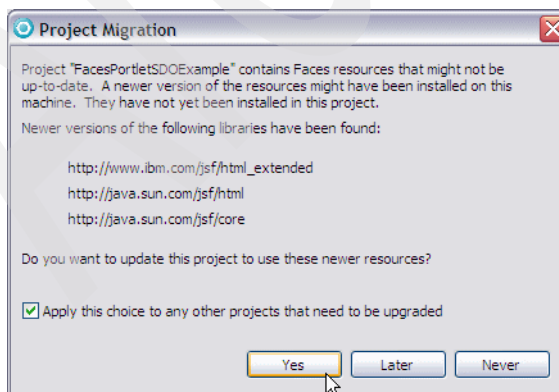 Project Migration
Project "FacesPortletSDOExample" contains Faces resources that might not be
up-to-date. A newer version of the resources might have been installed on this
machine. They have not yet been installed in this project.
Newer versions of the following libraries have been found:
http://www.ibm.com/jsf/html_extended
http://java.sun.com/jsf/html
http://java.sun.com/jsf/core
Do you want to update this project to use these newer resources?
Apply this choice to any other projects that need to be upgraded
Yes Later Never